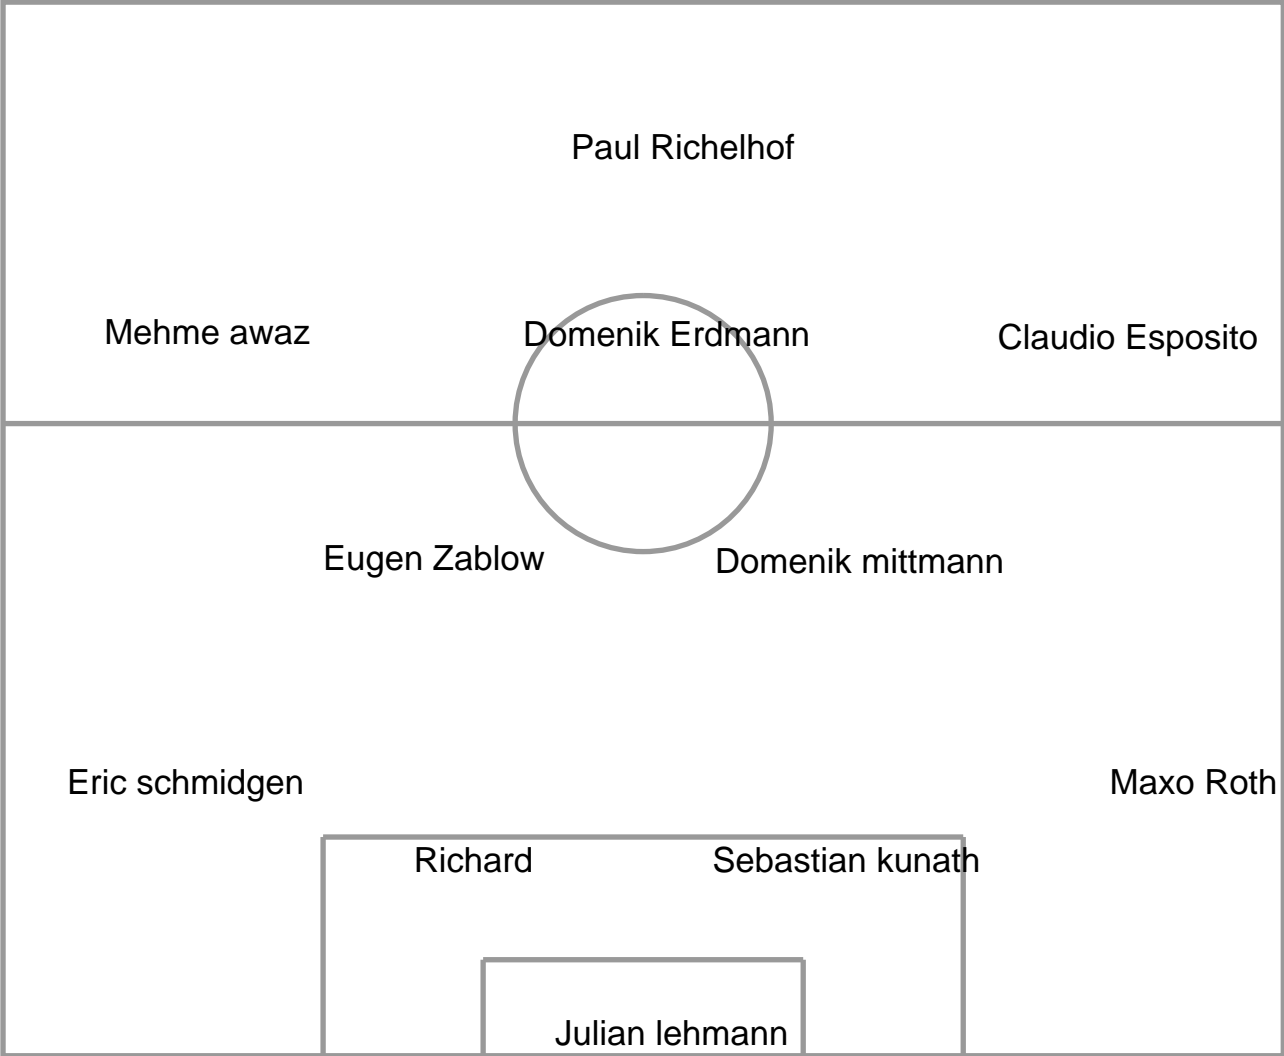 Paul Richelhof
Mehme awaz
Domenik Erdmann
Claudio Esposito
Eugen Zablow
Domenik mittmann
Eric schmidgen
Maxo Roth
Richard
Sebastian kunath
Julian lehmann